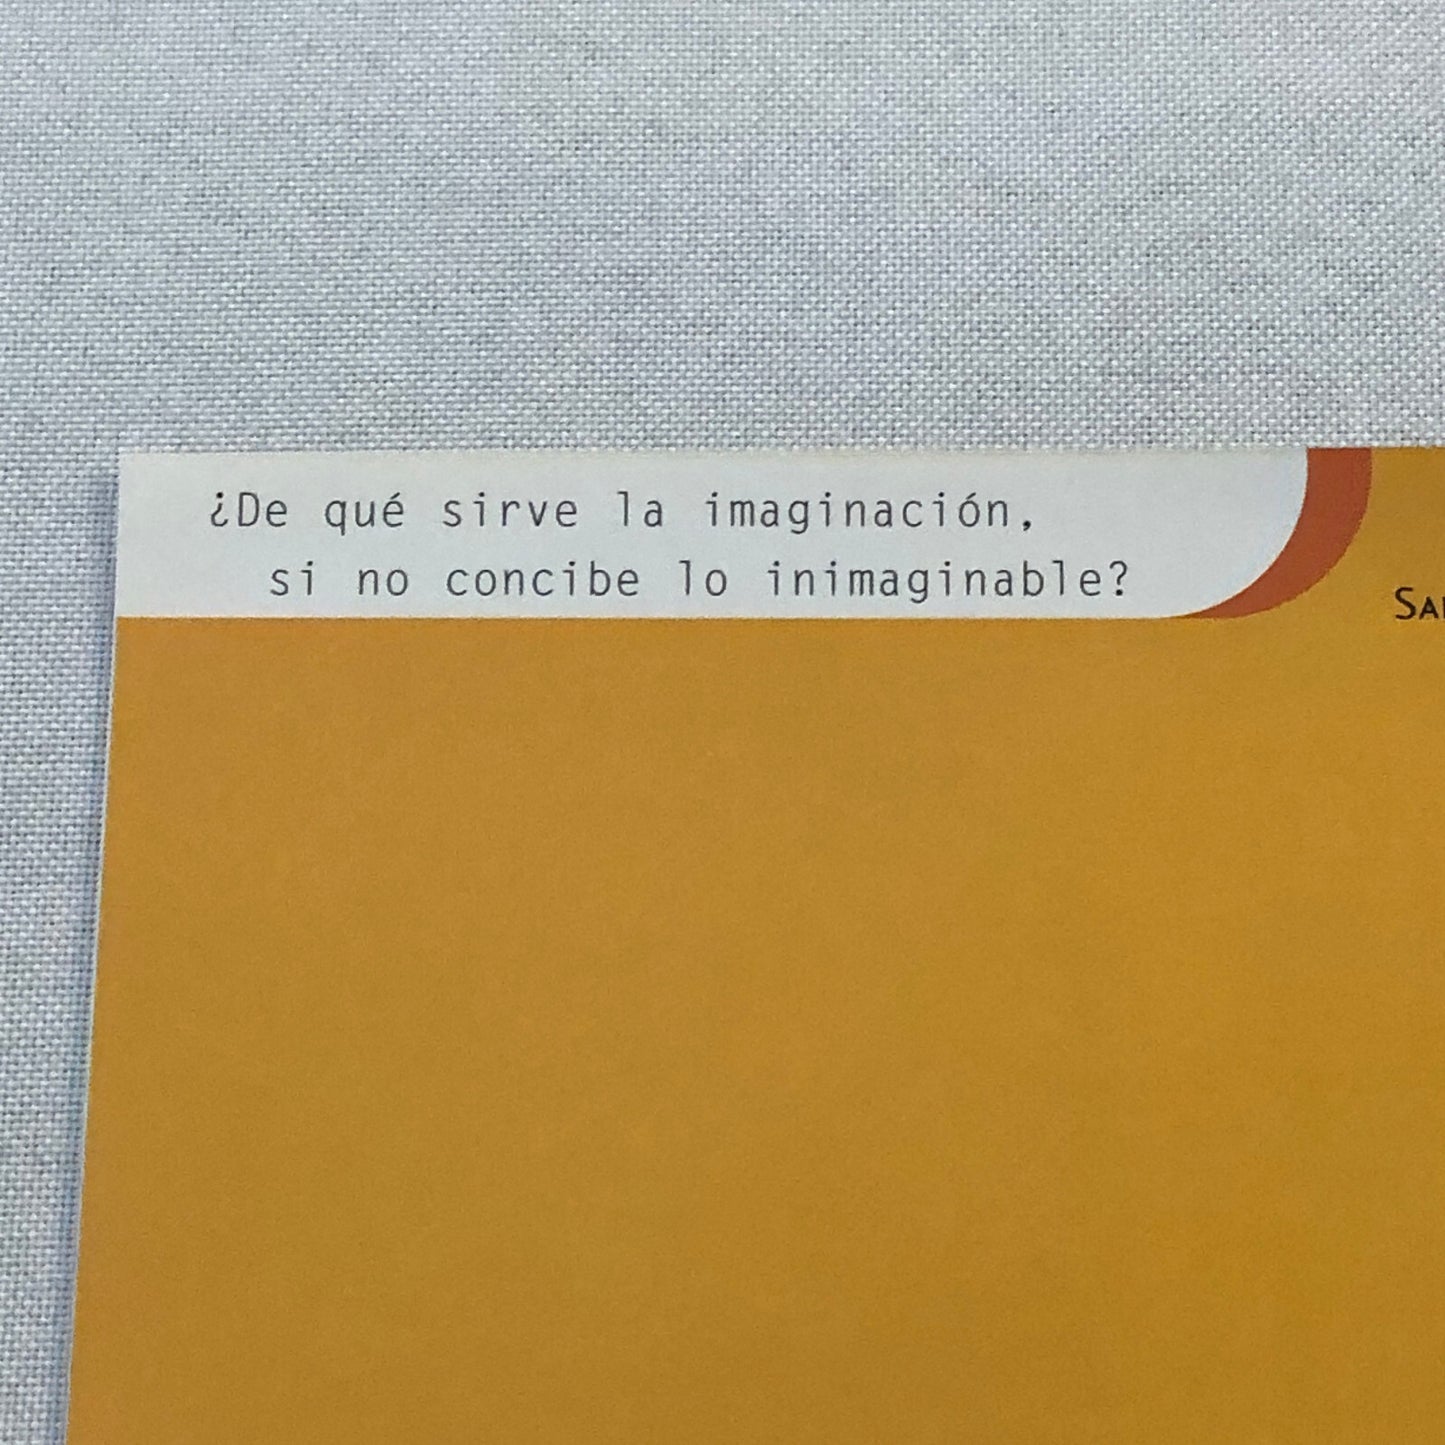 ¿De qué sirve la imaginación,
si no concibe lo inimaginable?